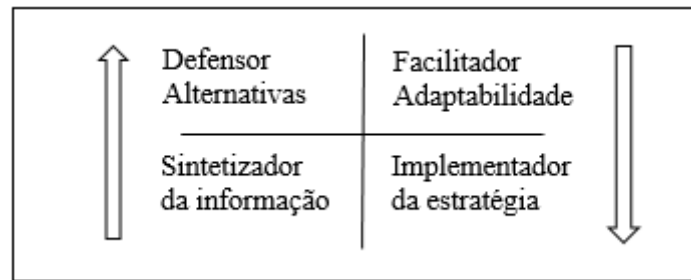 Defensor
Alternativas
Facilitador
Adaptabilidade
Sintetizador
da informação
Implementador
da estratégia